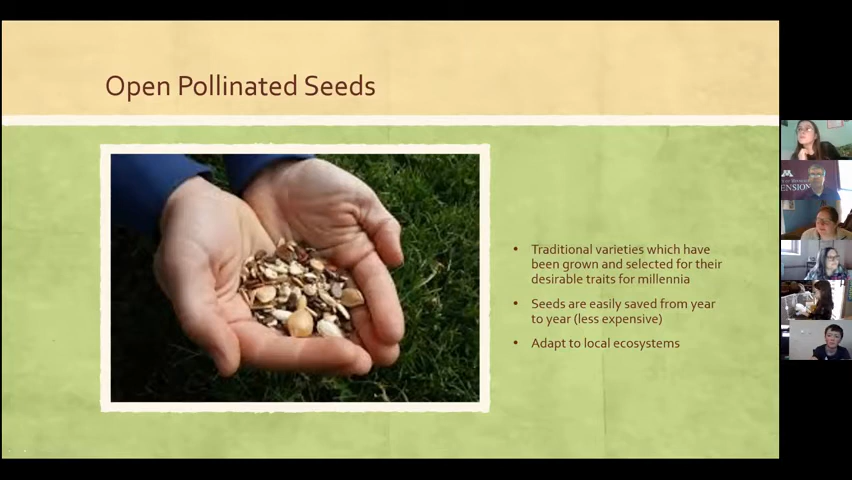 Open Pollinated Seeds
• Traditional varieties which have
been grown and selected for their
desirable traits for millennia
• Seeds are easily saved from year
to year (less expensive)
• Adapt to local ecosystems
M
ENSION